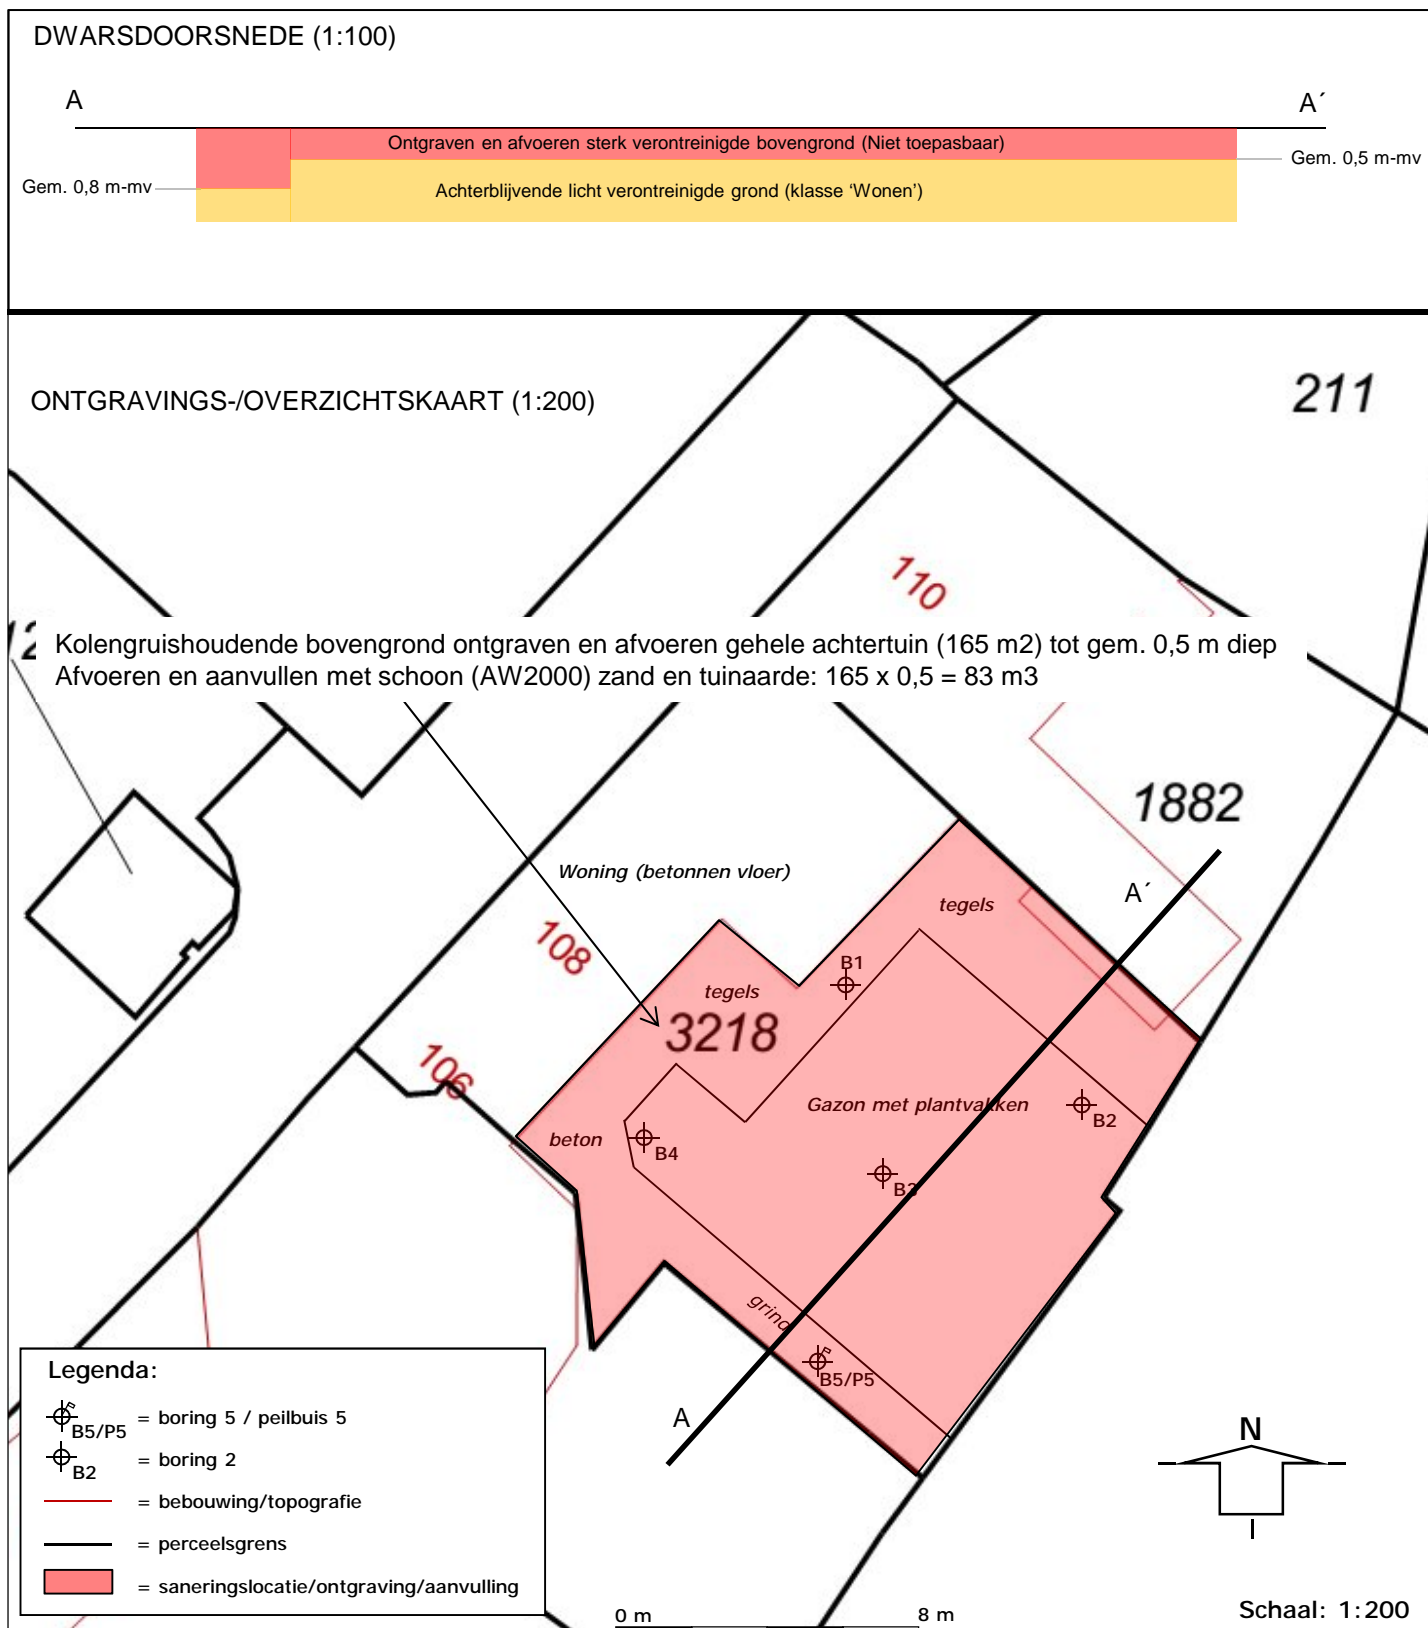 DWARSDOORSNEDE (1:100)
A
A´
Ontgraven en afvoeren sterk verontreinigde bovengrond (Niet toepasbaar)
Gem. 0,5 m-mv
Gem. 0,8 m-mv
Achterblijvende licht verontreinigde grond (klasse ‘Wonen’)
ONTGRAVINGS-/OVERZICHTSKAART (1:200)
211
110
Kolengruishoudende bovengrond ontgraven en afvoeren gehele achtertuin (165 m2) tot gem. 0,5 m diep
Afvoeren en aanvullen met schoon (AW2000) zand en tuinaarde: 165 x 0,5 = 83 m3
1882
Woning (betonnen vloer)
A´
tegels
108
B1
tegels
3218
106
Gazon met plantvakken
B2
beton
B4
B3
grind
B5/P5
A
Legenda:
B5/P5 = boring 5 / peilbuis 5
B2 = boring 2
= bebouwing/topografie
= perceelsgrens
= saneringslocatie/ontgraving/aanvulling
N
0 m 8 m
Schaal: 1:200